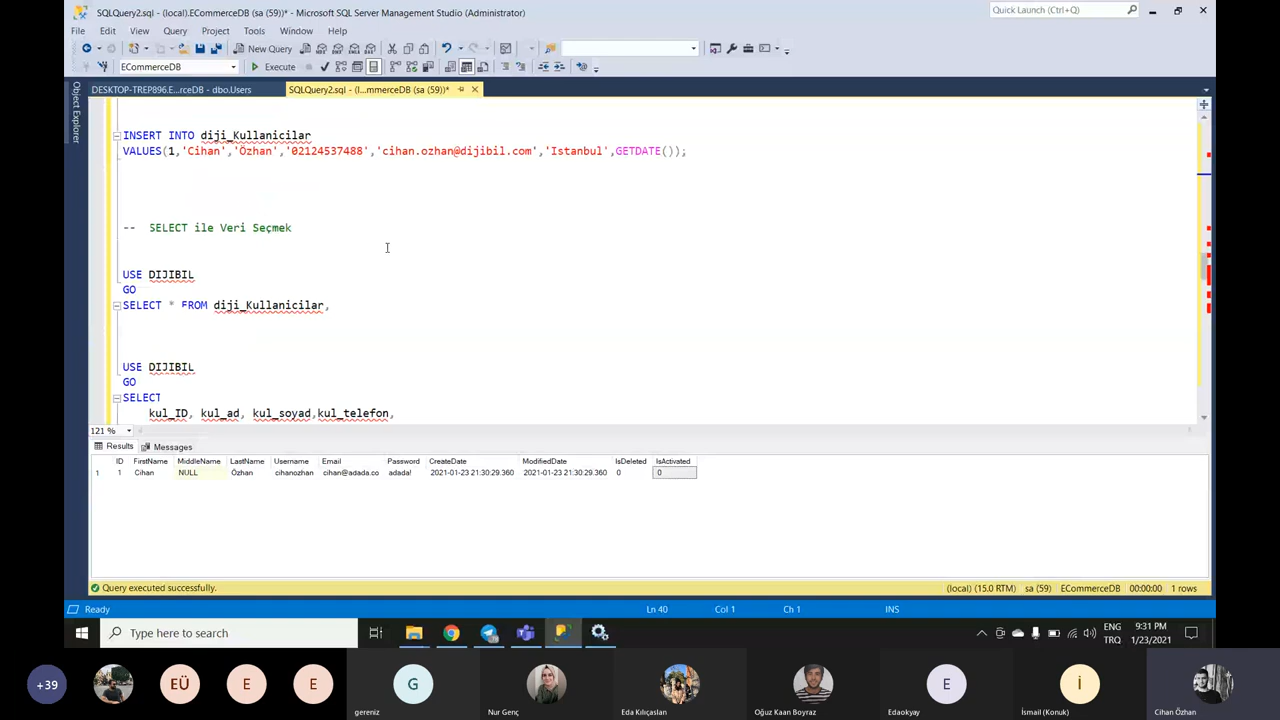 SQLQuery2.sql - (local).ECommerceDB (sa (59))* - Microsoft SQL Server Management Studio (Administrator)
Quick Launch (Ctrl+Q)
File Edit View Query Project Tools Window Help
New Query
ECommerceDB
Execute
Object Explorer
DESKTOP-TREP896.E...rceDB - dbo.Users
SQLQuery2.sql - (l...mmerceDB (sa (59))*
INSERT INTO diji_Kullanicilar
VALUES(1,'Cihan','Özhan','02124537488','cihan.ozhan@dijibil.com','Istanbul',GETDATE());
-- SELECT ile Veri Seçmek
USE DIJIBIL
GO
SELECT * FROM diji_Kullanicilar,
USE DIJIBIL
GO
SELECT
kul_ID, kul_ad, kul_soyad,kul_telefon,
121 %
Results Messages
ID FirstName MiddleName LastName Username Email Password CreateDate ModifiedDate IsDeleted IsActivated
1 1 Cihan NULL Özhan cihanozhan cihan@adada.co adada! 2021-01-23 21:30:29.360 2021-01-23 21:30:29.360 0 0
Query executed successfully.
(local) (15.0 RTM) sa (59) ECommerceDB 00:00:00 1 rows
Ready
Ln 40 Col 1 Ch 1 INS
Type here to search
ENG
TRQ
9:31 PM
1/23/2021
+39 EÜ E E G E İ
gereniz Nur Genç Eda Kılıçaslan Oğuz Kaan Boyraz Edaokyay İsmail (Konuk) Cihan Özhan